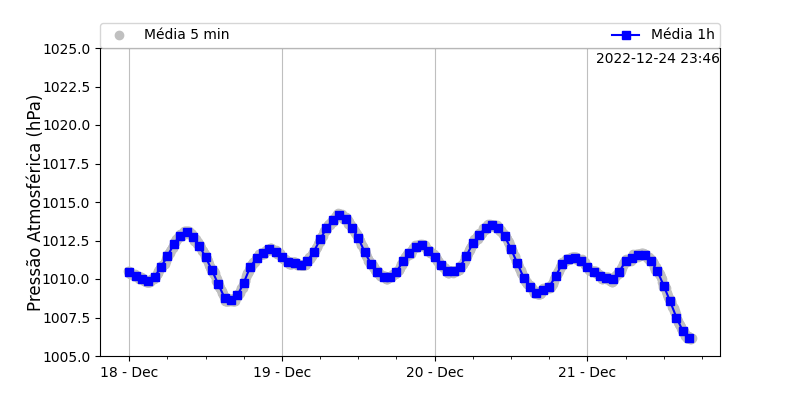 Média 5 min
Média 1h
2022-12-24 23:46
Pressão Atmosférica (hPa)
1025.0
1022.5
1020.0
1017.5
1015.0
1012.5
1010.0
1007.5
1005.0
18 - Dec
19 - Dec
20 - Dec
21 - Dec